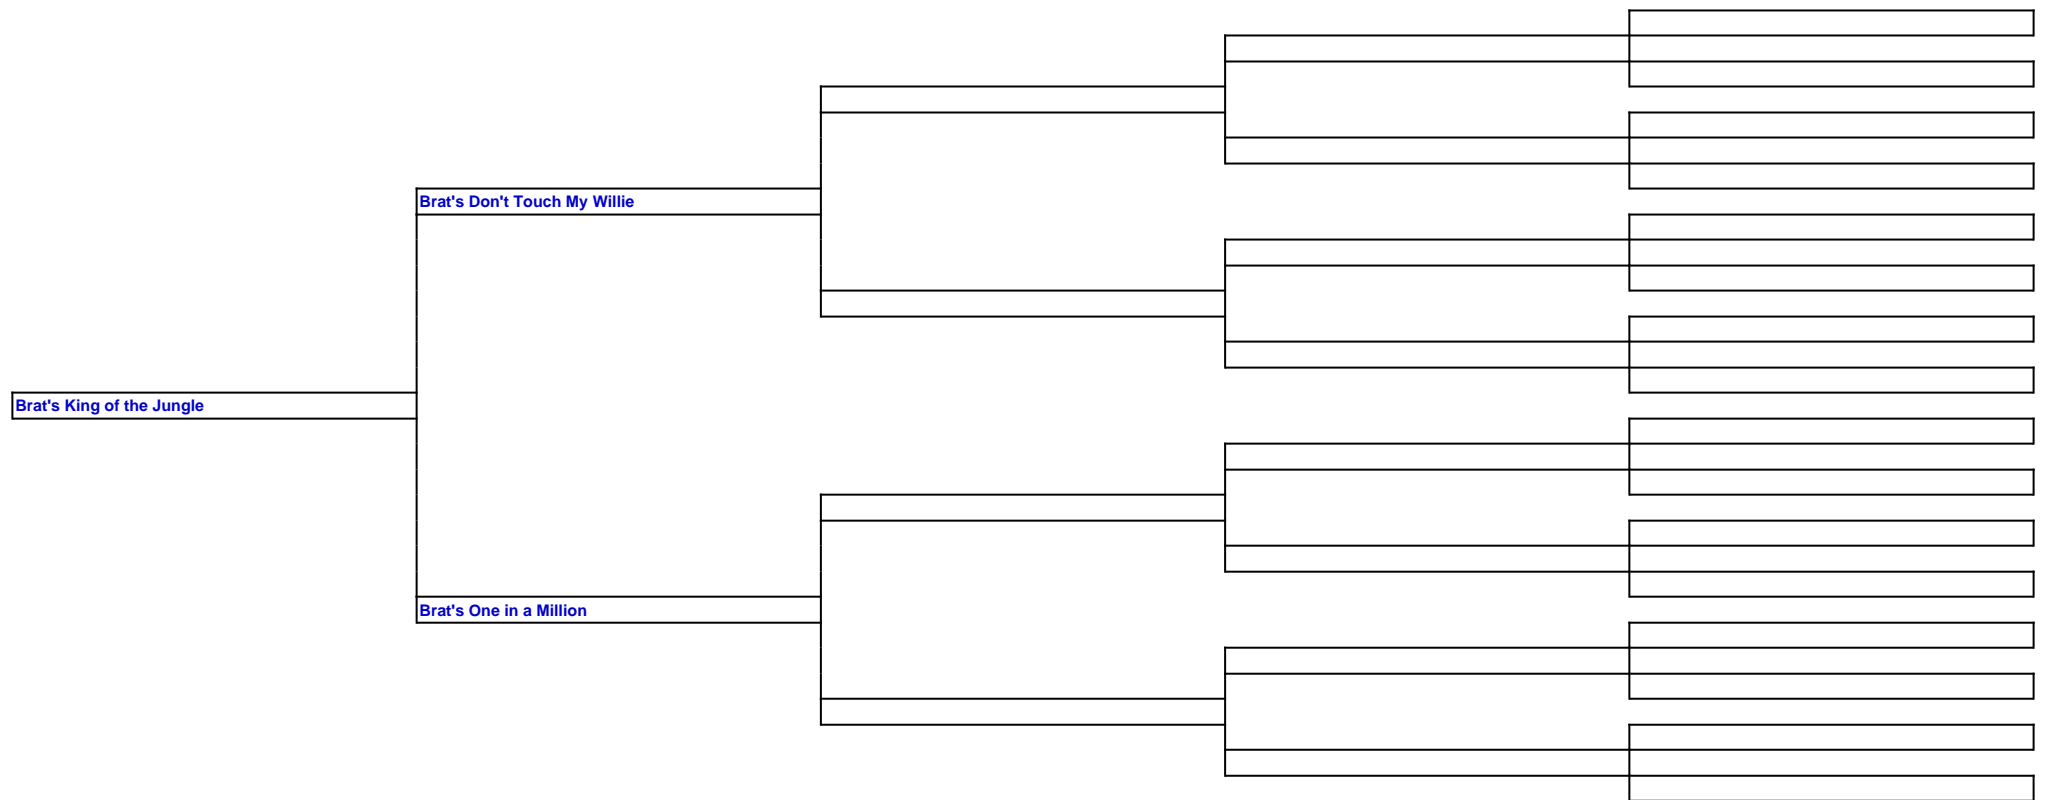 Brat's Don't Touch My Willie
Brat's King of the Jungle
Brat's One in a Million